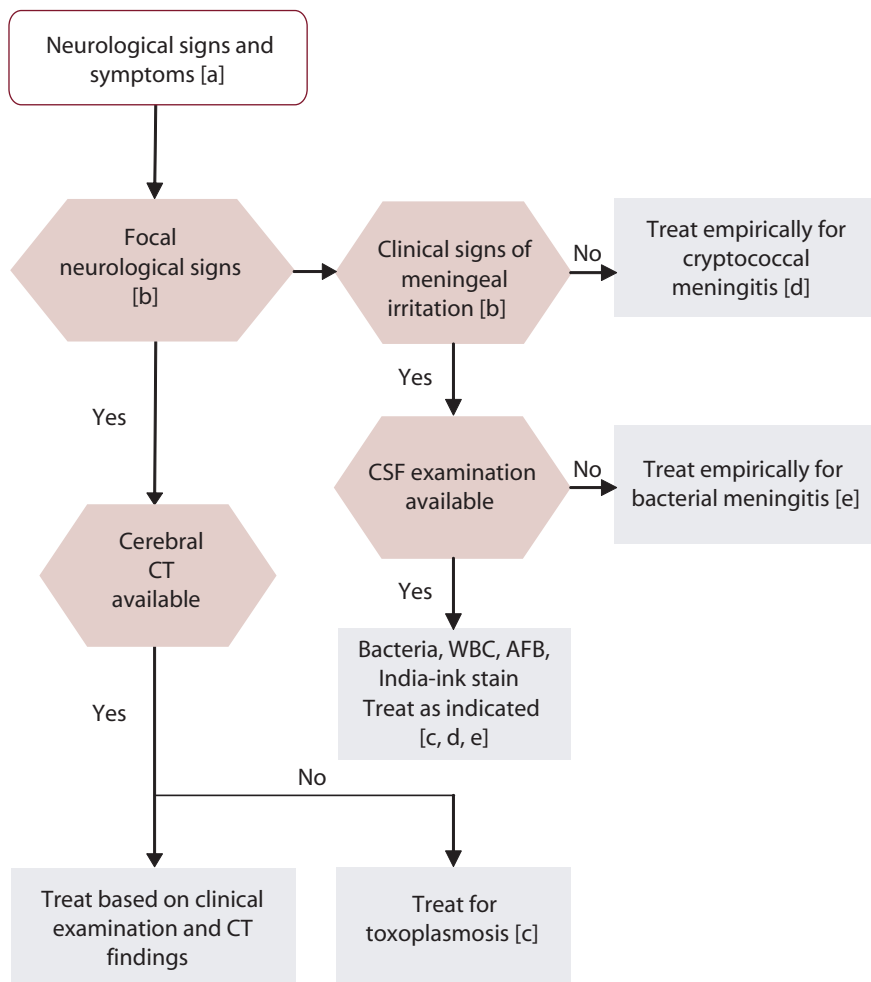 Neurological signs and
symptoms [a]
Focal
neurological signs
[b]
Clinical signs of
meningeal
irritation [b]
No
Treat empirically for
cryptococcal
meningitis [d]
Yes
Yes
CSF examination
available
No
Treat empirically for
bacterial meningitis [e]
Cerebral
CT
available
Yes
Bacteria, WBC, AFB,
India-ink stain
Treat as indicated
[c, d, e]
Yes
No
Treat based on clinical
examination and CT
findings
Treat for
toxoplasmosis [c]